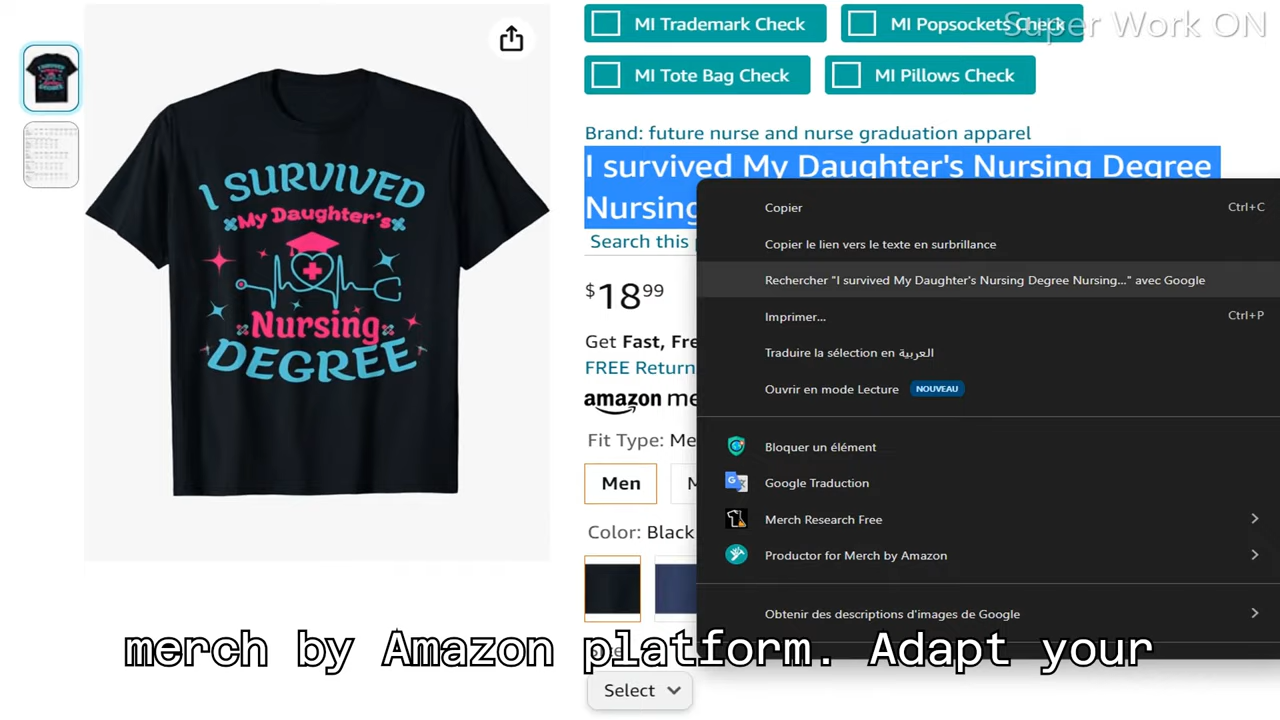 MI Trademark Check
MI Popsockets Check
Super Work ON
MI Tote Bag Check
MI Pillows Check
Brand: future nurse and nurse graduation apparel
I survived My Daughter's Nursing Degree
Nursing
Search this
$18.99
Get Fast, Fre
FREE Return
amazon me
Fit Type: Me
Men
M
Color: Black
Select
I SURVIVED
My Daughter's
Nursing
DEGREE
Copier Ctrl+C
Copier le lien vers le texte en surbrillance
Rechercher "I survived My Daughter's Nursing Degree Nursing..." avec Google
Imprimer... Ctrl+P
Traduire la sélection en العربية
Ouvrir en mode Lecture NOUVEAU
Bloquer un élément
Google Traduction
Merch Research Free
Productor for Merch by Amazon
Obtenir des descriptions d'images de Google
merch by Amazon platform. Adapt your